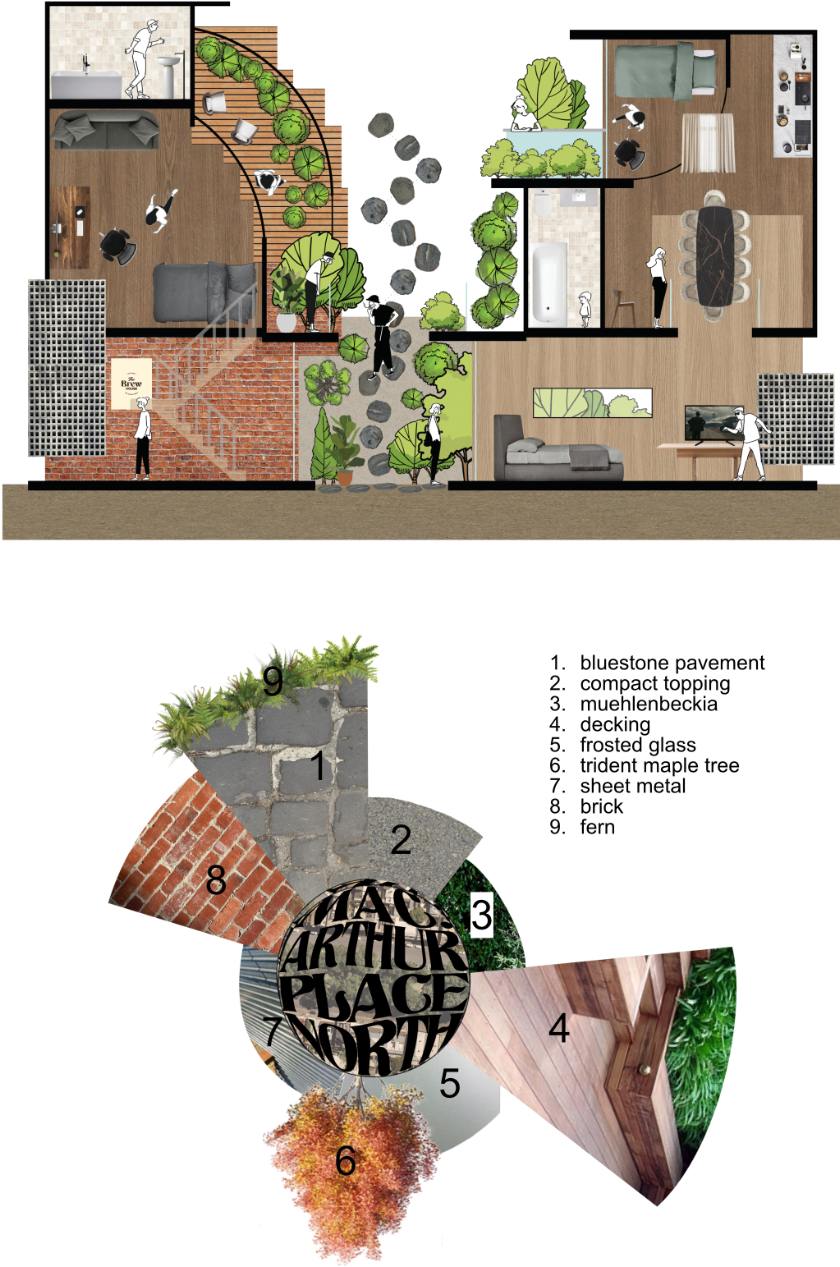 The
Brew
HOUSE
1. bluestone pavement
2. compact topping
3. muehlenbeckia
4. decking
5. frosted glass
6. trident maple tree
7. sheet metal
8. brick
9. fern
9
1
2
8
3
MAC.
ARTHUR
PLACE
NORTH
7
4
5
6